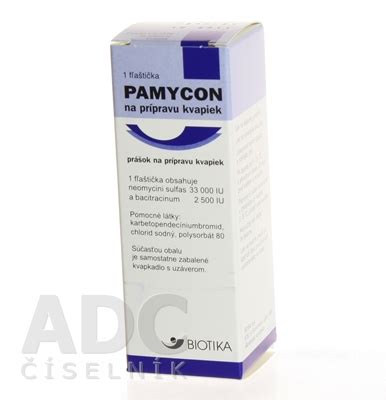 1 fľaštička
PAMYCON
na prípravu kvapiek
prášok na prípravu kvapiek
1 fľaštička obsahuje
neomycini sulfas 33 000 IU
a bacitracinum 2 500 IU
Pomocné látky:
karbetopendecíniumbromid,
chlorid sodný, polysorbát 80
Súčasťou obalu
je samostatne zabalené
kvapkadlo s uzáverom.
BIOTIKA
ADC
ČÍSELNÍK